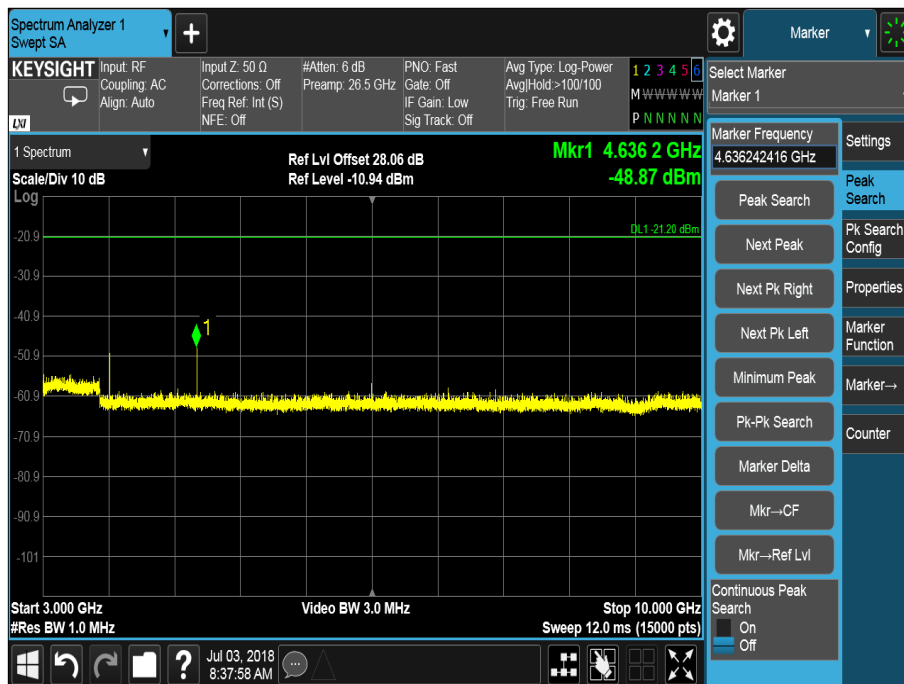 Spectrum Analyzer 1
Swept SA
+
Marker
KEYSIGHT
LXI
Input: RF
Coupling: AC
Align: Auto
Input Z: 50 Ω
Corrections: Off
Freq Ref: Int (S)
NFE: Off
#Atten: 6 dB
Preamp: 26.5 GHz
PNO: Fast
Gate: Off
IF Gain: Low
Sig Track: Off
Avg Type: Log-Power
Avg|Hold:>100/100
Trig: Free Run
1 2 3 4 5 6
M W W W W W
P N N N N N
Select Marker
Marker 1
1 Spectrum
Scale/Div 10 dB
Log
Ref Lvl Offset 28.06 dB
Ref Level -10.94 dBm
Mkr1 4.636 2 GHz
-48.87 dBm
DL1 -21.20 dBm
-20.9
-30.9
-40.9
-50.9
-60.9
-70.9
-80.9
-90.9
-101
1
Start 3.000 GHz
#Res BW 1.0 MHz
Video BW 3.0 MHz
Stop 10.000 GHz
Sweep 12.0 ms (15000 pts)
Marker Frequency
4.636242416 GHz
Peak Search
Next Peak
Next Pk Right
Next Pk Left
Minimum Peak
Pk-Pk Search
Marker Delta
Mkr→CF
Mkr→Ref Lvl
Continuous Peak
Search
On
Off
Settings
Peak
Search
Pk Search
Config
Properties
Marker
Function
Marker→
Counter
?
Jul 03, 2018
8:37:58 AM